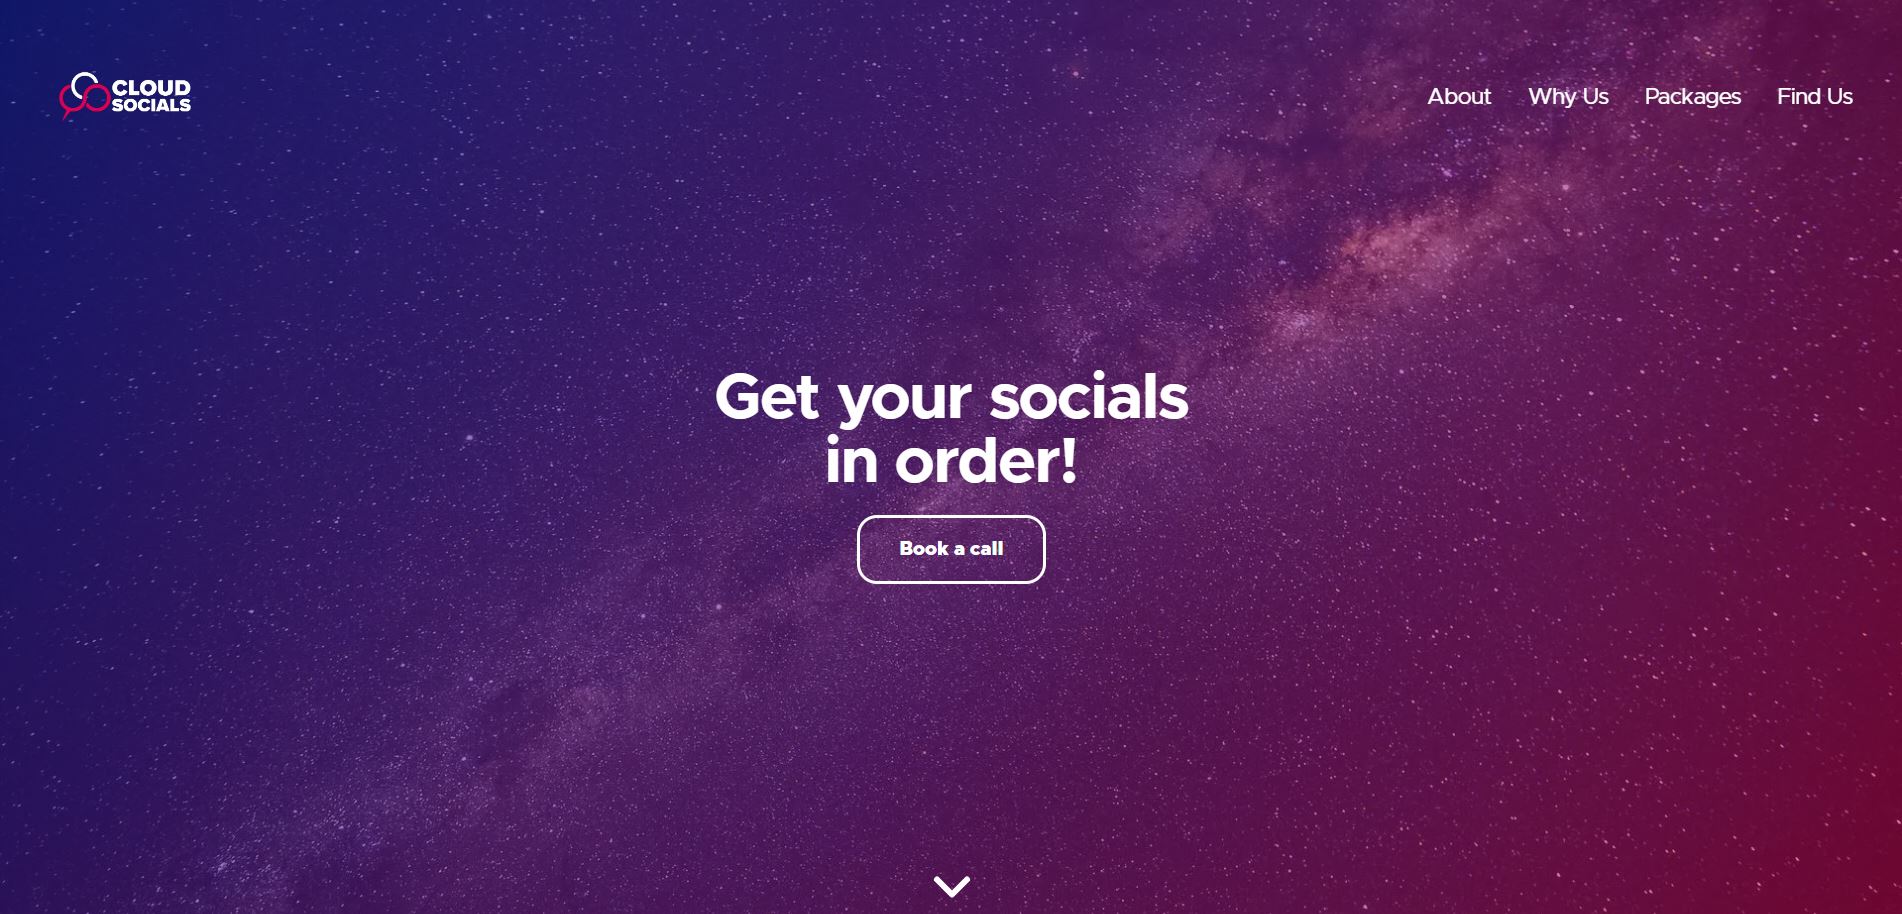 CLOUD
SOCIALS
About Why Us Packages Find Us
Get your socials
in order!
Book a call